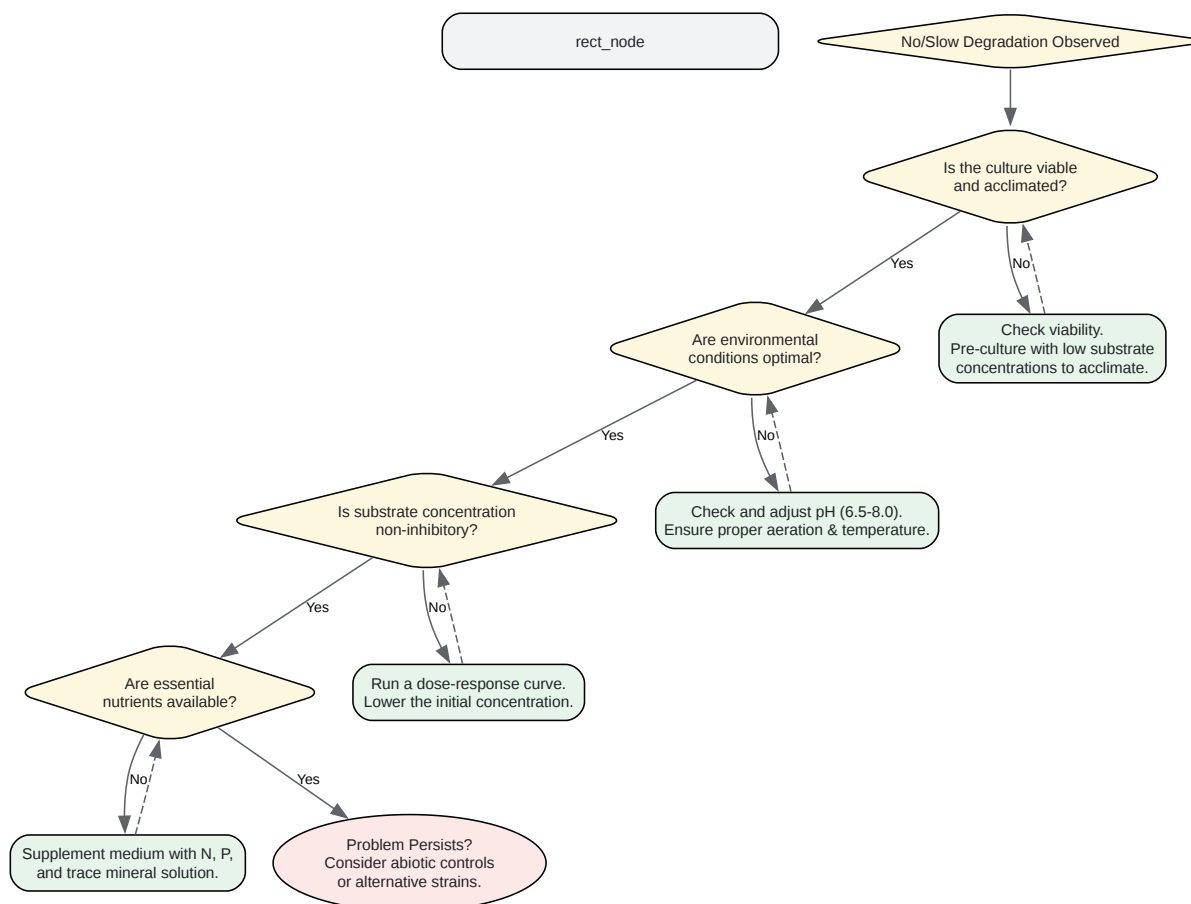 rect_node
No/Slow Degradation Observed
Is the culture viable
and acclimated?
Yes
No
Are environmental
conditions optimal?
Check viability.
Pre-culture with low substrate
concentrations to acclimate.
Yes
No
Is substrate concentration
non-inhibitory?
Check and adjust pH (6.5-8.0).
Ensure proper aeration & temperature.
Yes
No
Are essential
nutrients available?
Run a dose-response curve.
Lower the initial concentration.
No
Yes
Supplement medium with N, P,
and trace mineral solution.
Problem Persists?
Consider abiotic controls
or alternative strains.